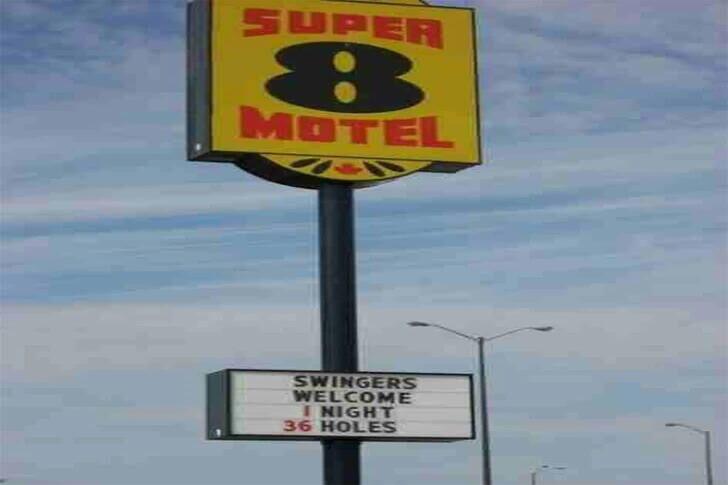 SUPER
8
MOTEL
SWINGERS
WELCOME
1 NIGHT
36 HOLES